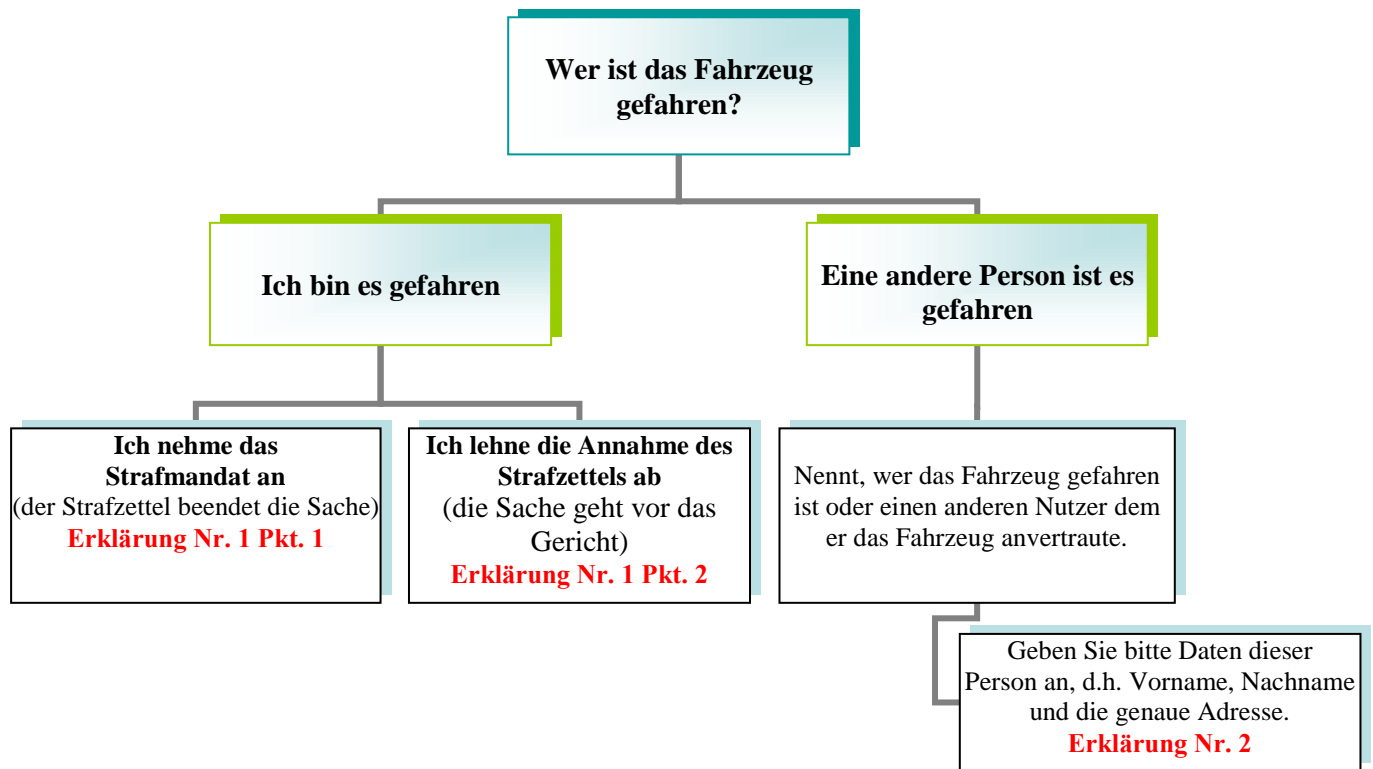 Wer ist das Fahrzeug
gefahren?
Ich bin es gefahren
Eine andere Person ist es
gefahren
Ich nehme das
Strafmandat an
(der Strafzettel beendet die Sache)
Erklärung Nr. 1 Pkt. 1
Ich lehne die Annahme des
Strafzettels ab
(die Sache geht vor das
Gericht)
Erklärung Nr. 1 Pkt. 2
Nennt, wer das Fahrzeug gefahren
ist oder einen anderen Nutzer dem
er das Fahrzeug anvertraute.
Geben Sie bitte Daten dieser
Person an, d.h. Vorname, Nachname
und die genaue Adresse.
Erklärung Nr. 2